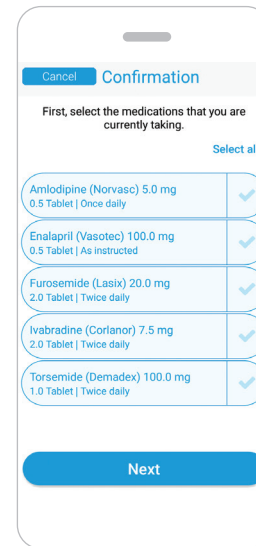 Cancel Confirmation
First, select the medications that you are
currently taking.
Select al
Amlodipine (Norvasc) 5.0 mg
0.5 Tablet | Once daily
Enalapril (Vasotec) 100.0 mg
0.5 Tablet | As instructed
Furosemide (Lasix) 20.0 mg
2.0 Tablet | Twice daily
Ivabradine (Corlanor) 7.5 mg
2.0 Tablet | Twice daily
Torsemide (Demadex) 100.0 mg
1.0 Tablet | Twice daily
Next